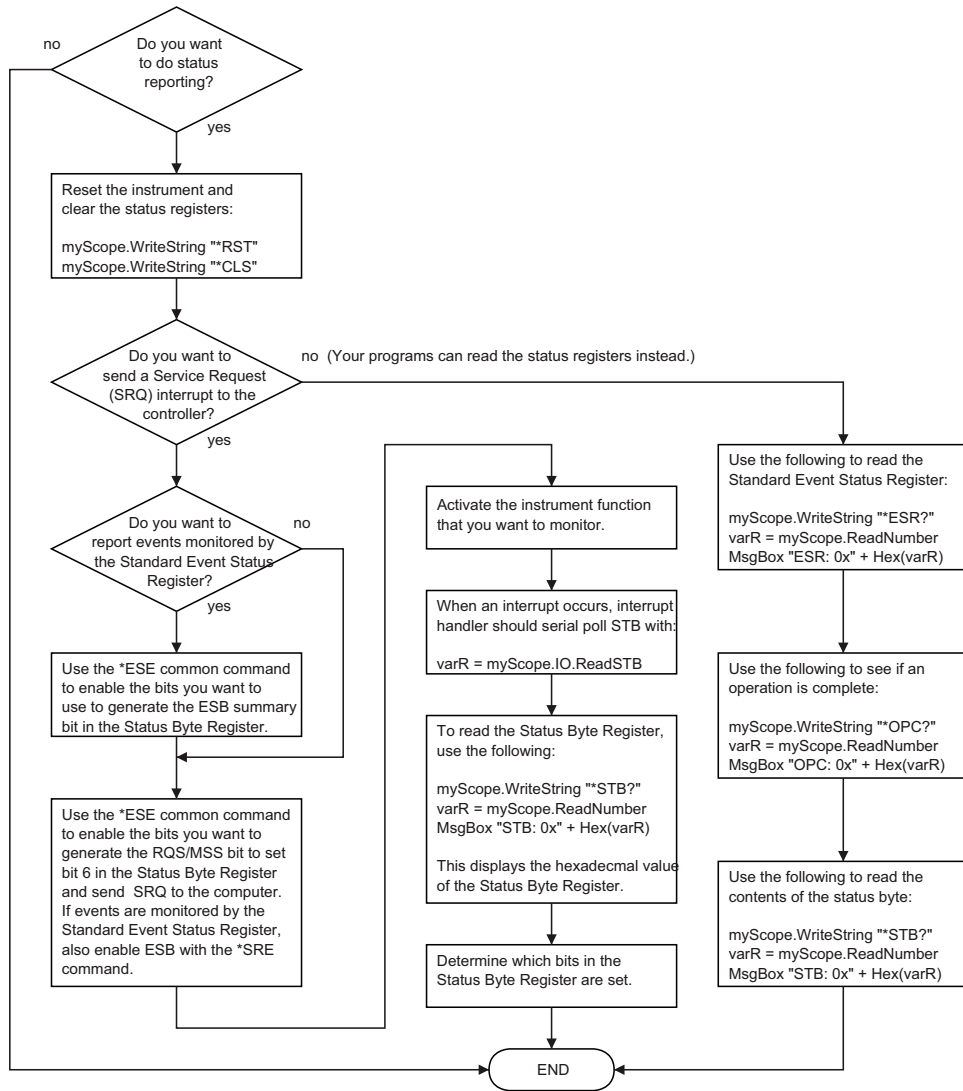 no
Do you want
to do status
reporting?
yes
Reset the instrument and
clear the status registers:
myScope.WriteString "*RST"
myScope.WriteString "*CLS"
Do you want to
send a Service Request
(SRQ) interrupt to the
controller?
no (Your programs can read the status registers instead.)
yes
Do you want to
report events monitored by
the Standard Event Status
Register?
no
yes
Use the *ESE common command
to enable the bits you want to
use to generate the ESB summary
bit in the Status Byte Register.
Use the *ESE common command
to enable the bits you want to
generate the RQS/MSS bit to set
bit 6 in the Status Byte Register
and send SRQ to the computer.
If events are monitored by the
Standard Event Status Register,
also enable ESB with the *SRE
command.
Activate the instrument function
that you want to monitor.
When an interrupt occurs, interrupt
handler should serial poll STB with:
varR = myScope.IO.ReadSTB
To read the Status Byte Register,
use the following:
myScope.WriteString "*STB?"
varR = myScope.ReadNumber
MsgBox "STB: 0x" + Hex(varR)
This displays the hexadecmal value
of the Status Byte Register.
Determine which bits in the
Status Byte Register are set.
Use the following to read the
Standard Event Status Register:
myScope.WriteString "*ESR?"
varR = myScope.ReadNumber
MsgBox "ESR: 0x" + Hex(varR)
Use the following to see if an
operation is complete:
myScope.WriteString "*OPC?"
varR = myScope.ReadNumber
MsgBox "OPC: 0x" + Hex(varR)
Use the following to read the
contents of the status byte:
myScope.WriteString "*STB?"
varR = myScope.ReadNumber
MsgBox "STB: 0x" + Hex(varR)
END